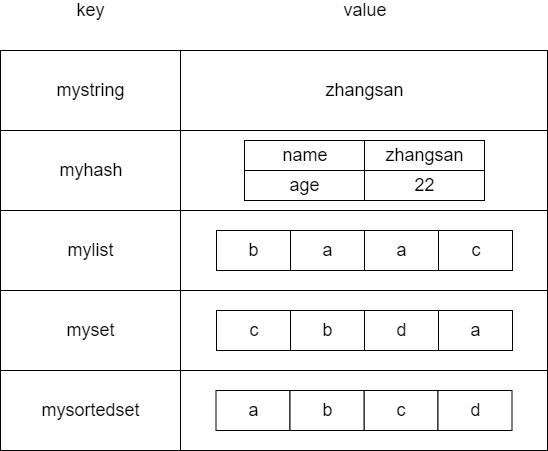 key value
mystring zhangsan
myhash
name zhangsan
age 22
mylist b a a c
myset c b d a
mysortedset a b c d